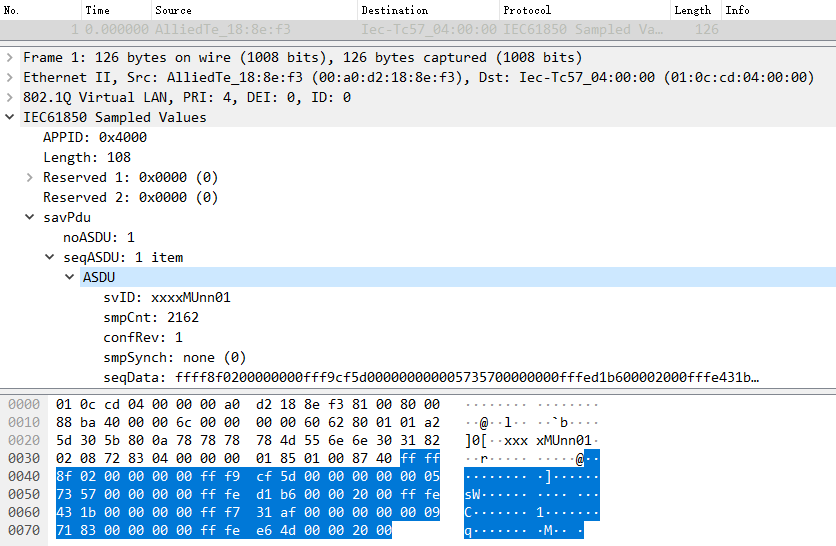 No. Time Source Destination Protocol Length Info
1 0.000000 AlliedTe_18:8e:f3 Iec-Tc57_04:00:00 IEC61850 Sampled Va… 126
Frame 1: 126 bytes on wire (1008 bits), 126 bytes captured (1008 bits)
Ethernet II, Src: AlliedTe_18:8e:f3 (00:a0:d2:18:8e:f3), Dst: Iec-Tc57_04:00:00 (01:0c:cd:04:00:00)
802.1Q Virtual LAN, PRI: 4, DEI: 0, ID: 0
IEC61850 Sampled Values
APPID: 0x4000
Length: 108
Reserved 1: 0x0000 (0)
Reserved 2: 0x0000 (0)
savPdu
noASDU: 1
seqASDU: 1 item
ASDU
svID: xxxxMUnn01
smpCnt: 2162
confRev: 1
smpSynch: none (0)
seqData: ffff8f0200000000fff9cf5d000000000005735700000000fffed1b600002000fffe431b…
0000 01 0c cd 04 00 00 00 a0 d2 18 8e f3 81 00 80 00 ········ ········
0010 88 ba 40 00 00 6c 00 00 00 00 60 62 80 01 01 a2 ··@··l·· ··`b····
0020 5d 30 5b 80 0a 78 78 78 78 4d 55 6e 6e 30 31 82 ]0[··xxx xMUnn01·
0030 02 08 72 83 04 00 00 00 01 85 01 00 87 40 ff ff ··r····· ·····@··
0040 8f 02 00 00 00 00 ff f9 cf 5d 00 00 00 00 00 05 ········ ·]······
0050 73 57 00 00 00 00 ff fe d1 b6 00 00 20 00 ff fe sW······ ···· ···
0060 43 1b 00 00 00 00 ff f7 31 af 00 00 00 00 00 09 C······· 1·······
0070 71 83 00 00 00 00 ff fe e6 4d 00 00 20 00 q······· ·M·· ·